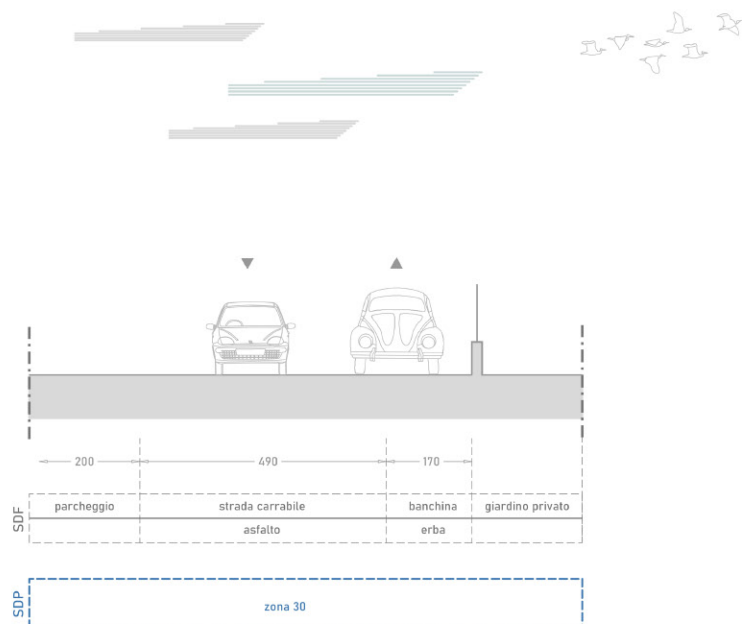 200 490 170
SDF
parcheggio strada carrabile banchina giardino privato
asfalto erba
SDP
zona 30